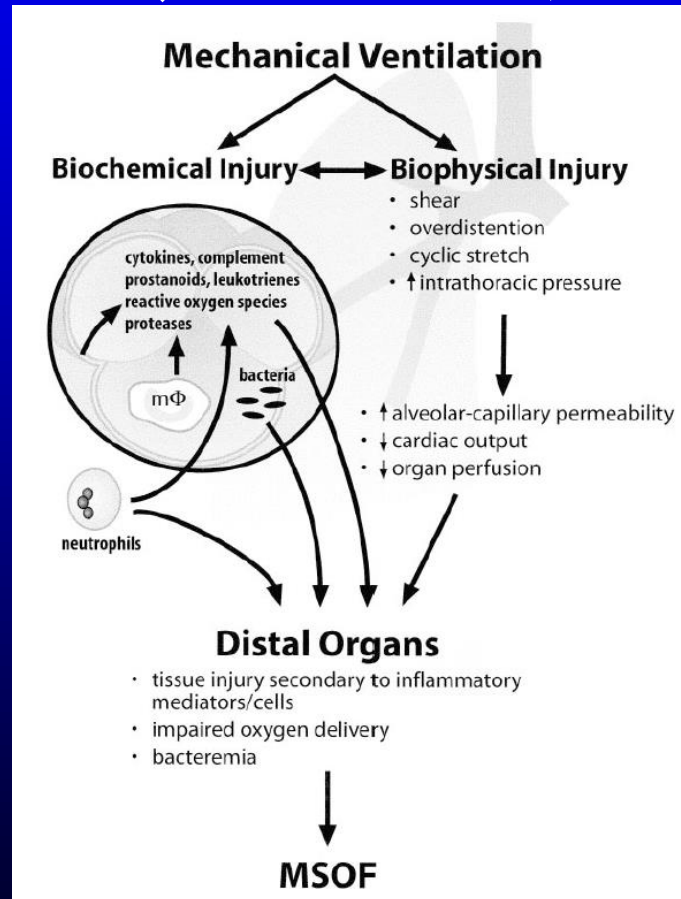 Mechanical Ventilation
Biochemical Injury
Biophysical Injury
• shear
• overdistention
• cyclic stretch
• ↑ intrathoracic pressure
cytokines, complement
prostanoids, leukotrienes
reactive oxygen species
proteases
bacteria
mΦ
neutrophils
• ↑ alveolar-capillary permeability
• ↓ cardiac output
• ↓ organ perfusion
Distal Organs
• tissue injury secondary to inflammatory
mediators/cells
• impaired oxygen delivery
• bacteremia
MSOF